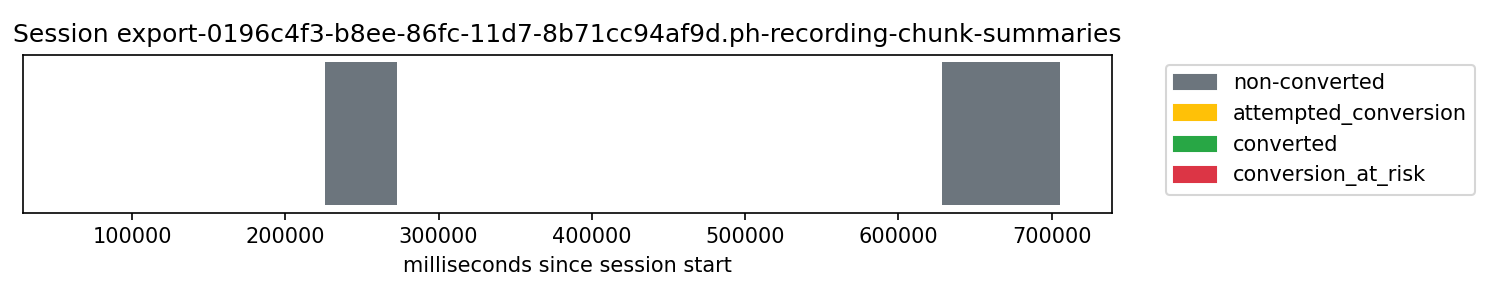 Session export-0196c4f3-b8ee-86fc-11d7-8b71cc94af9d.ph-recording-chunk-summaries
non-converted
attempted_conversion
converted
conversion_at_risk
100000 200000 300000 400000 500000 600000 700000
milliseconds since session start